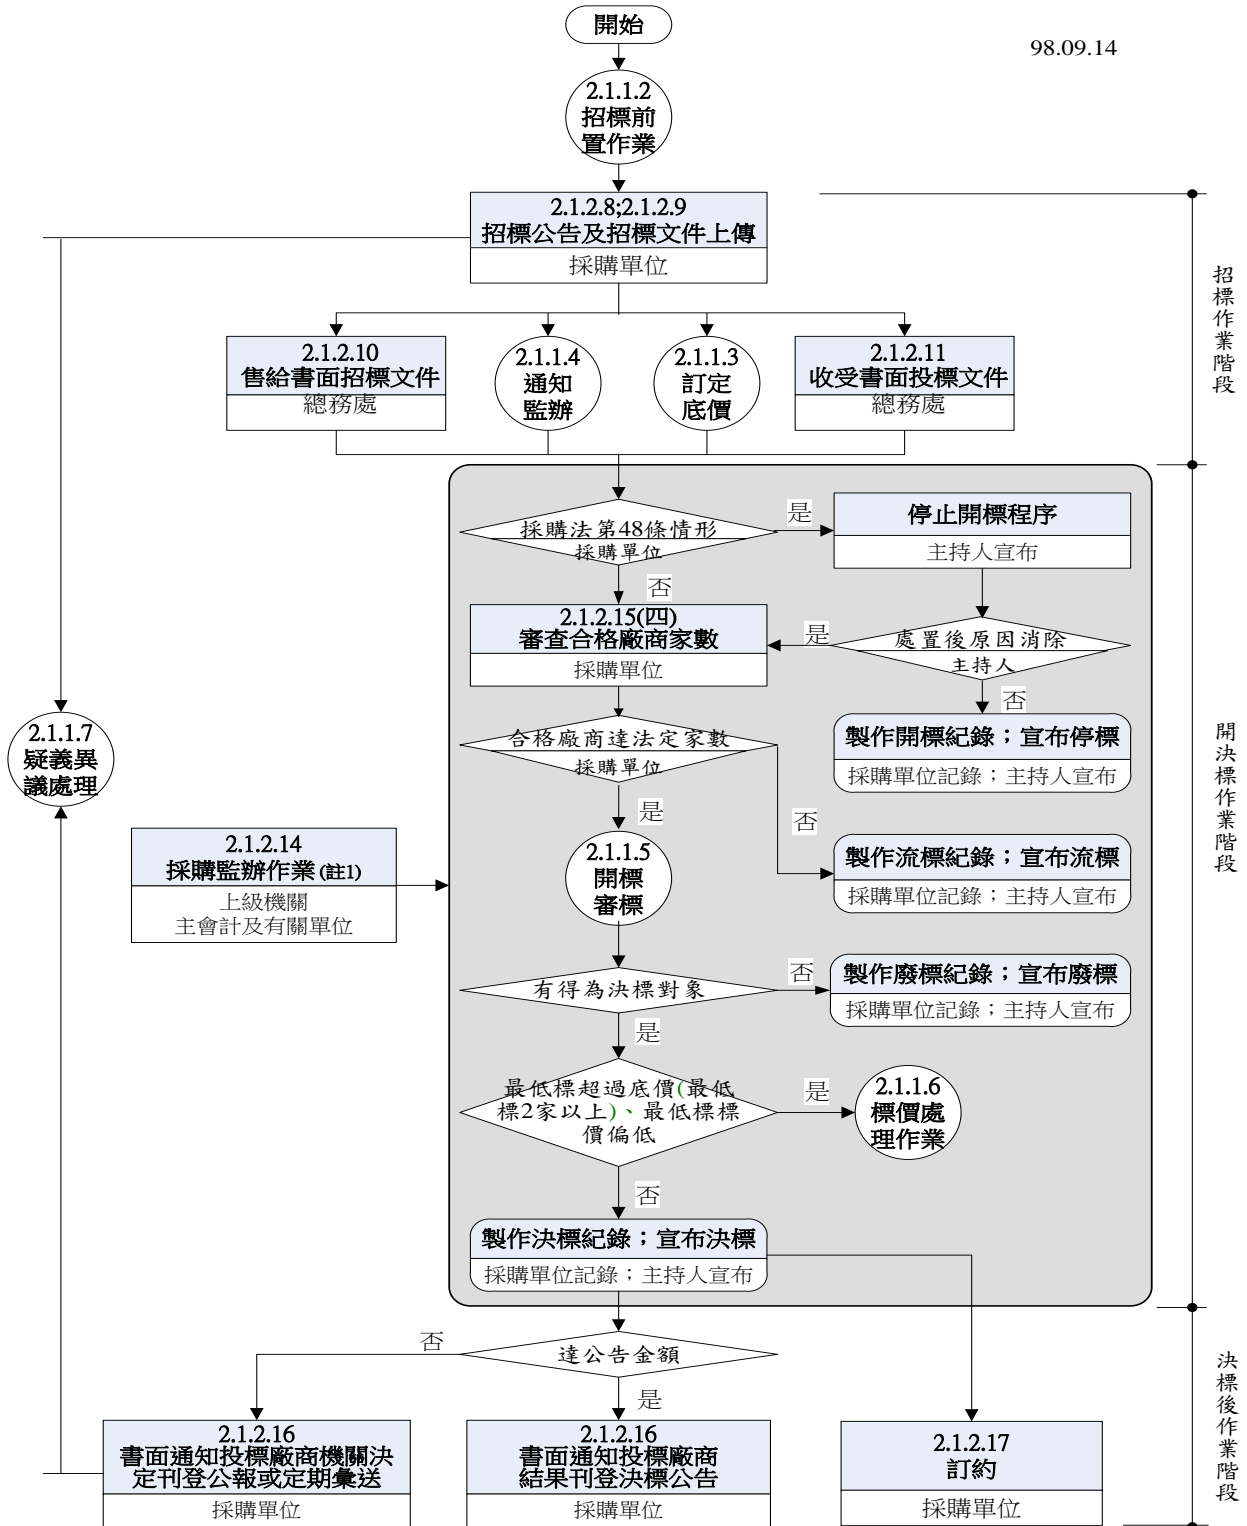 開始
98.09.14
2.1.1.2
招標前
置作業
2.1.2.8;2.1.2.9
招標公告及招標文件上傳
採購單位
招標作業階段
2.1.2.10
售給書面招標文件
總務處
2.1.1.4
通知
監辦
2.1.1.3
訂定
底價
2.1.2.11
收受書面投標文件
總務處
採購法第48條情形
採購單位
是
停止開標程序
主持人宣布
否
2.1.2.15(四)
審查合格廠商家數
採購單位
是
處置後原因消除
主持人
否
合格廠商達法定家數
採購單位
製作開標紀錄；宣布停標
採購單位記錄；主持人宣布
開決標作業階段
2.1.1.7
疑義異
議處理
是
否
2.1.2.14
採購監辦作業(註1)
上級機關
主會計及有關單位
2.1.1.5
開標
審標
製作流標紀錄；宣布流標
採購單位記錄；主持人宣布
有得為決標對象
否
製作廢標紀錄；宣布廢標
採購單位記錄；主持人宣布
是
最低標超過底價(最低
標2家以上)、最低標標
價偏低
是
2.1.1.6
標價處
理作業
否
製作決標紀錄；宣布決標
採購單位記錄；主持人宣布
達公告金額
否
是
決標後作業階段
2.1.2.16
書面通知投標廠商機關決
定刊登公報或定期彙送
採購單位
2.1.2.16
書面通知投標廠商
結果刊登決標公告
採購單位
2.1.2.17
訂約
採購單位